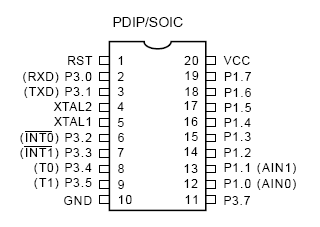 PDIP/SOIC
RST 1 20 VCC
(RXD) P3.0 2 19 P1.7
(TXD) P3.1 3 18 P1.6
XTAL2 4 17 P1.5
XTAL1 5 16 P1.4
(I̅N̅T̅0̅) P3.2 6 15 P1.3
(I̅N̅T̅1̅) P3.3 7 14 P1.2
(T0) P3.4 8 13 P1.1 (AIN1)
(T1) P3.5 9 12 P1.0 (AIN0)
GND 10 11 P3.7